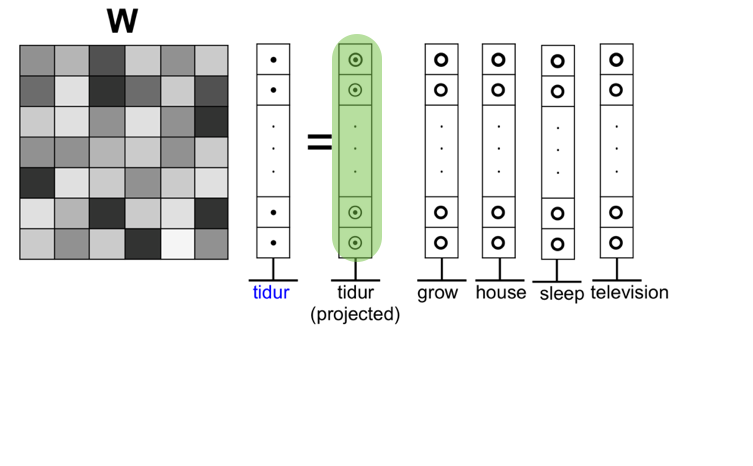 W
=
tidur
tidur
(projected)
grow
house
sleep
television